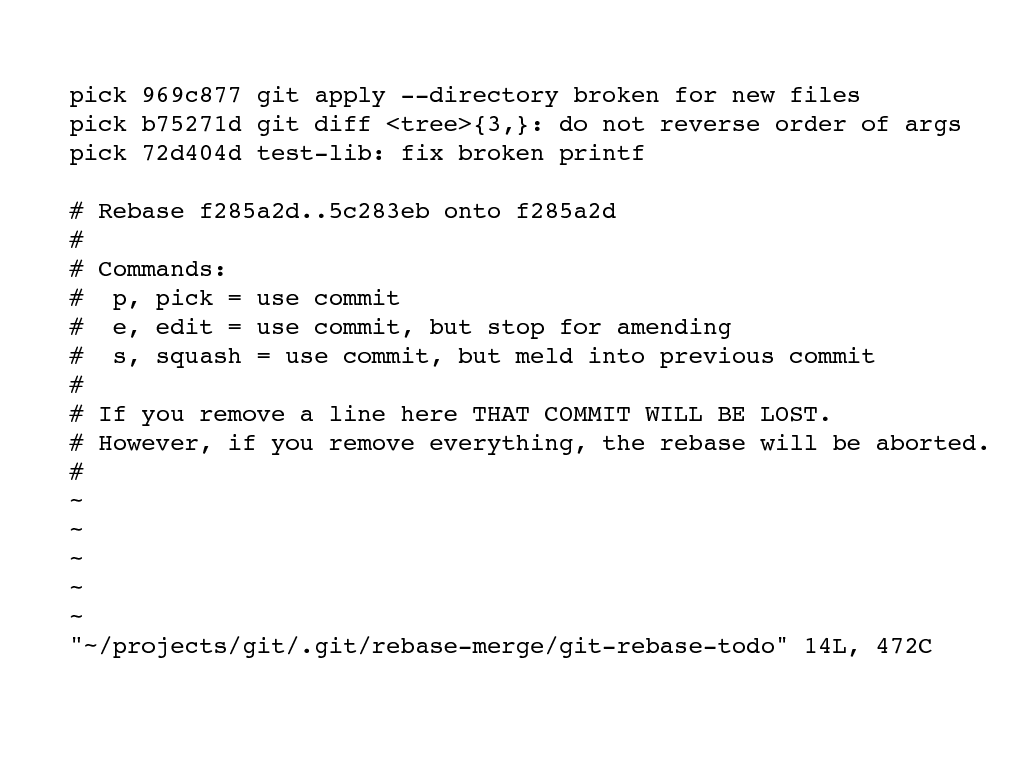 pick 969c877 git apply --directory broken for new files
pick b75271d git diff <tree>{3,}: do not reverse order of args
pick 72d404d test-lib: fix broken printf

# Rebase f285a2d..5c283eb onto f285a2d
#
# Commands:
#  p, pick = use commit
#  e, edit = use commit, but stop for amending
#  s, squash = use commit, but meld into previous commit
#
# If you remove a line here THAT COMMIT WILL BE LOST.
# However, if you remove everything, the rebase will be aborted.
#
~
~
~
~
~
"~/projects/git/.git/rebase-merge/git-rebase-todo" 14L, 472C